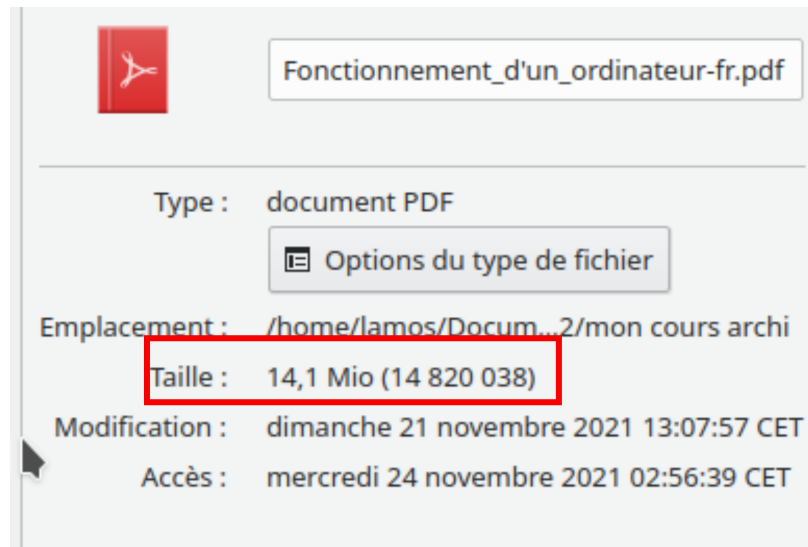 Fonctionnement_d'un_ordinateur-fr.pdf
Type : document PDF
Options du type de fichier
Emplacement : /home/lamos/Docum...2/mon cours archi
Taille : 14,1 Mio (14 820 038)
Modification : dimanche 21 novembre 2021 13:07:57 CET
Accès : mercredi 24 novembre 2021 02:56:39 CET